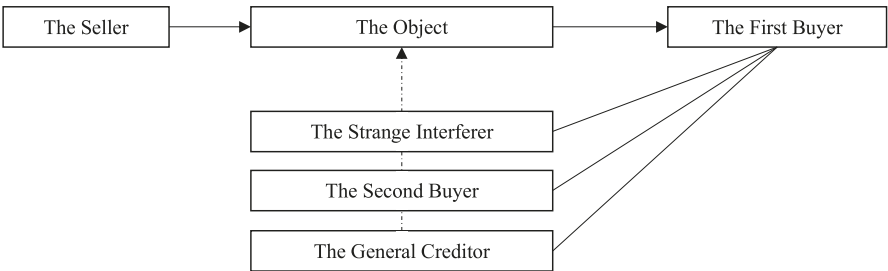 The Seller
The Object
The First Buyer
The Strange Interferer
The Second Buyer
The General Creditor